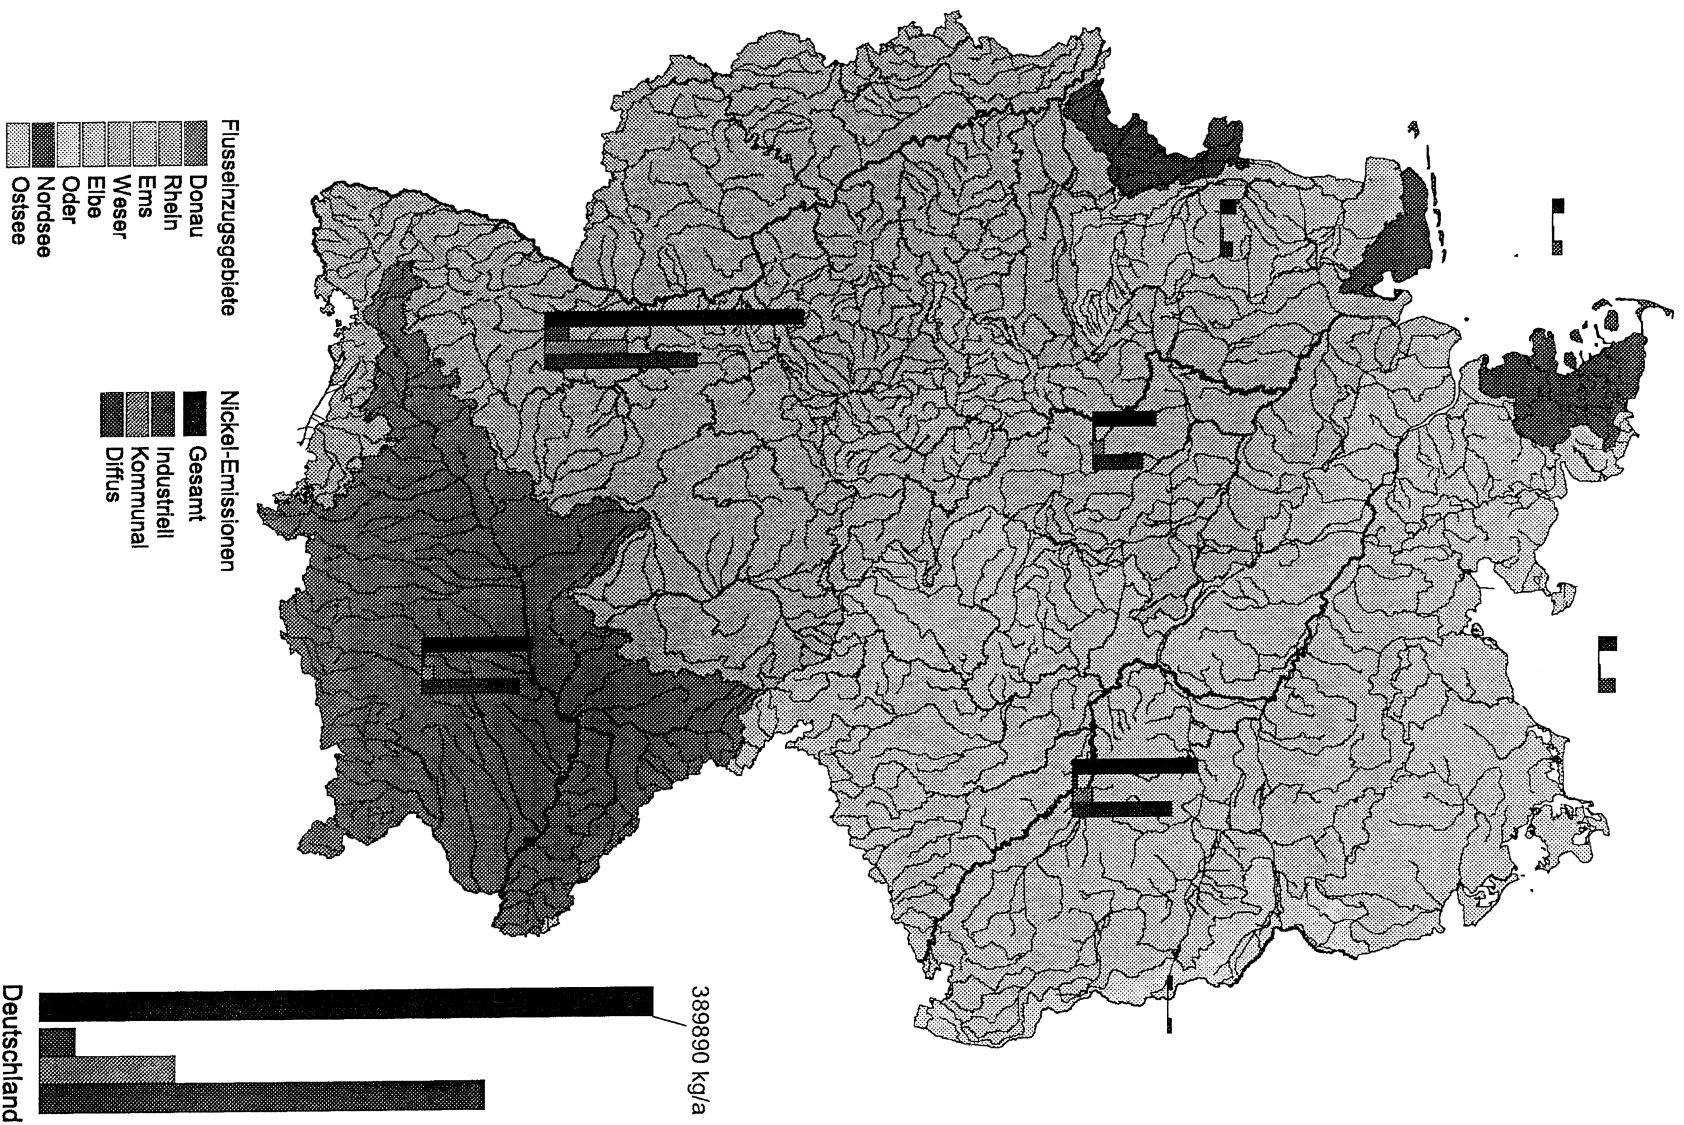 Flusseinzugsgebiete
Donau
Rhein
Ems
Weser
Elbe
Oder
Nordsee
Ostsee
Nickel-Emissionen
Gesamt
Industriell
Kommunal
Diffus
389890 kg/a
Deutschland